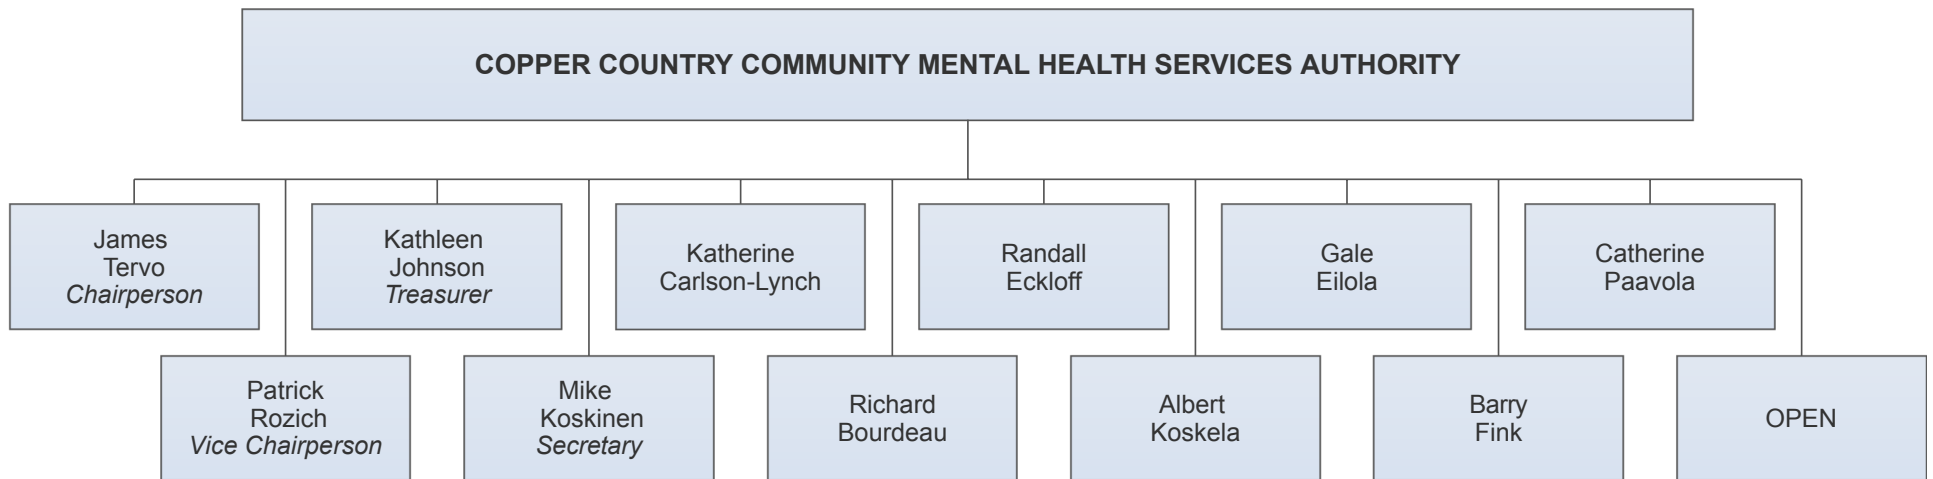 COPPER COUNTRY COMMUNITY MENTAL HEALTH SERVICES AUTHORITY
James
Tervo
Chairperson
Kathleen
Johnson
Treasurer
Katherine
Carlson-Lynch
Randall
Eckloff
Gale
Eilola
Catherine
Paavola
Patrick
Rozich
Vice Chairperson
Mike
Koskinen
Secretary
Richard
Bourdeau
Albert
Koskela
Barry
Fink
OPEN